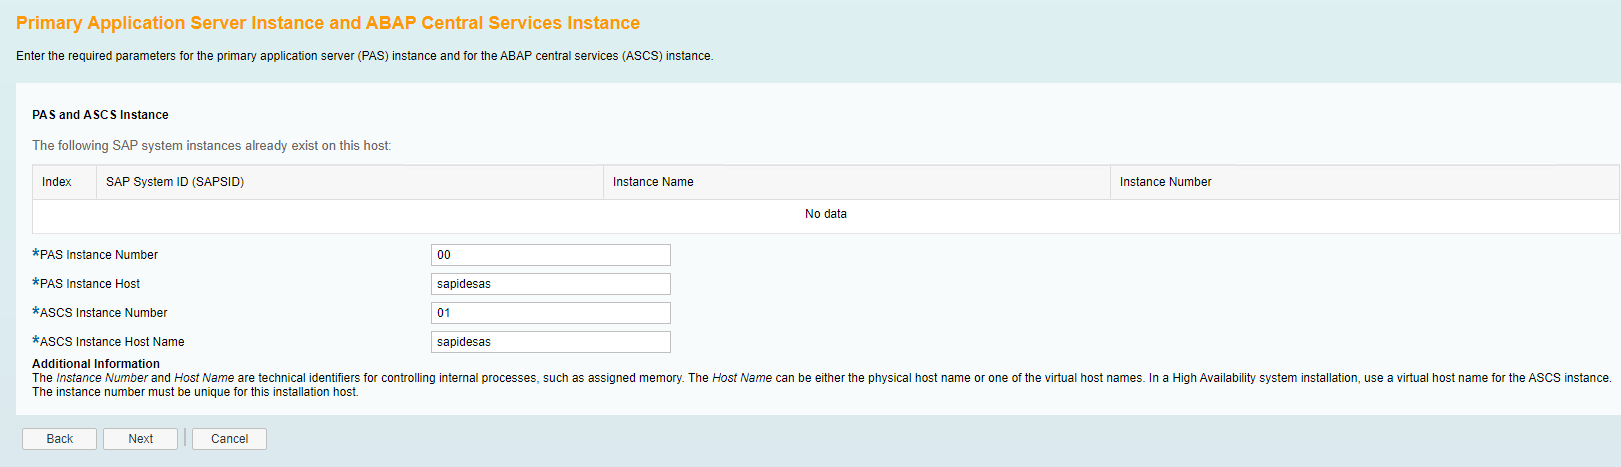 Primary Application Server Instance and ABAP Central Services Instance
Enter the required parameters for the primary application server (PAS) instance and for the ABAP central services (ASCS) instance.
PAS and ASCS Instance
The following SAP system instances already exist on this host:
Index SAP System ID (SAPSID) Instance Name Instance Number
No data
*PAS Instance Number 00
*PAS Instance Host sapidesas
*ASCS Instance Number 01
*ASCS Instance Host Name sapidesas
Additional Information
The Instance Number and Host Name are technical identifiers for controlling internal processes, such as assigned memory. The Host Name can be either the physical host name or one of the virtual host names. In a High Availability system installation, use a virtual host name for the ASCS instance.
The instance number must be unique for this installation host.
Back Next Cancel